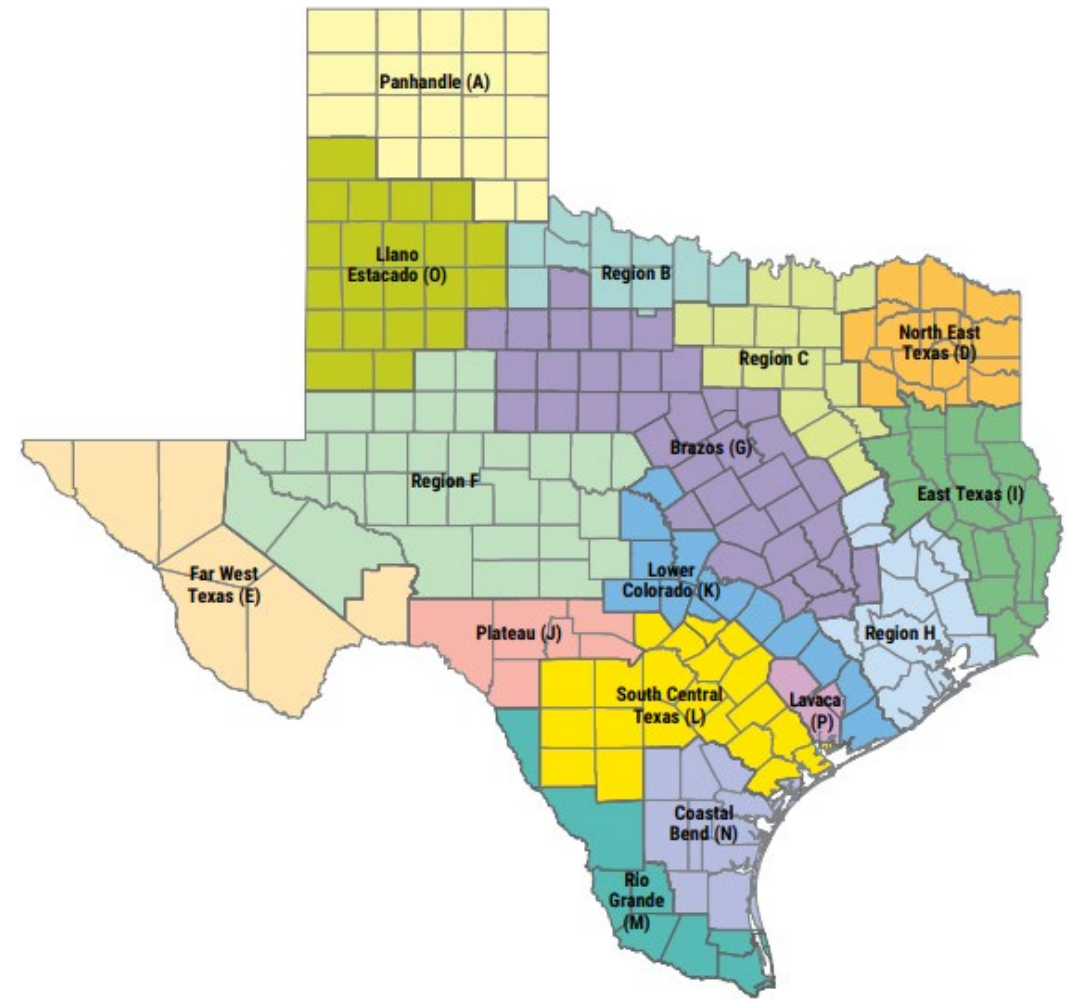 Panhandle (A)
Llano
Estacado (O)
Region B
North East
Texas (D)
Region C
Brazos (G)
Region F
East Texas (I)
Far West
Texas (E)
Lower
Colorado (K)
Plateau (J)
Region H
South Central
Texas (L)
Lavaca
(P)
Coastal
Bend (N)
Rio
Grande
(M)